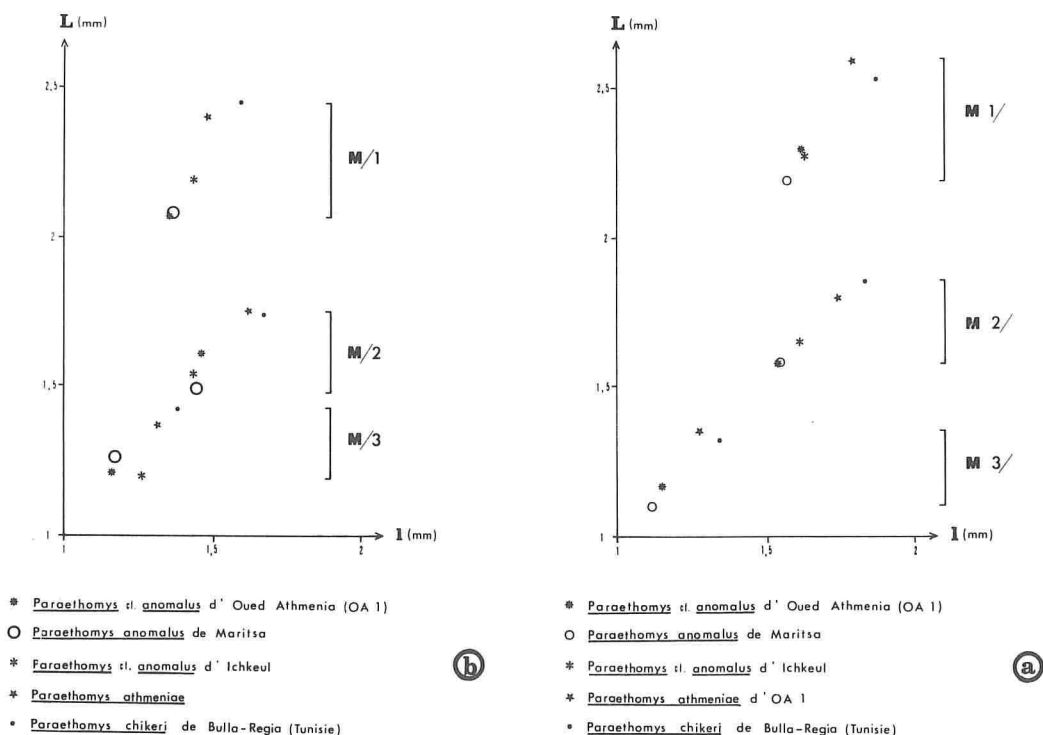 L (mm)
2,5
2
1,5
1
1
1,5
2
l (mm)
M/1
M/2
M/3
* Paraethomys cf. anomalus d' Oued Athmenia (OA 1)
Paraethomys anomalus de Maritsa
* Faraethomys cf. anomalus d' Ichkeul
Paraethomys athmeniae
Paraethomys chikeri de Bulla-Regia (Tunisie)
b
L (mm)
2,5
2
1,5
1
1
1,5
2
l (mm)
M 1/
M 2/
M 3/
* Paraethomys cf. anomalus d' Oued Athmenia (OA 1)
Paraethomys anomalus de Maritsa
* Paraethomys cf. anomalus d' Ichkeul
Paraethomys athmeniae d'OA 1
Paraethomys chikeri de Bulla-Regia (Tunisie)
a